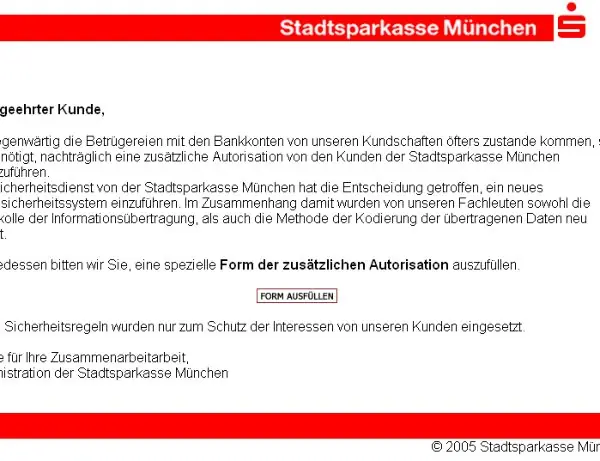 Stadtsparkasse München
geehrter Kunde,
egenwärtig die Betrügereien mit den Bankkonten von unseren Kundschaften öfters zustande kommen, s
nötigt, nachträglich eine zusätzliche Autorisation von den Kunden der Stadtsparkasse München
zuführen.
icherheitsdienst von der Stadtsparkasse München hat die Entscheidung getroffen, ein neues
sicherheitssystem einzuführen. Im Zusammenhang damit wurden von unseren Fachleuten sowohl die
kolle der Informationsübertragung, als auch die Methode der Kodierung der übertragenen Daten neu
t.
edessen bitten wir Sie, eine spezielle Form der zusätzlichen Autorisation auszufüllen.
FORM AUSFÜLLEN
Sicherheitsregeln wurden nur zum Schutz der Interessen von unseren Kunden eingesetzt.
e für Ihre Zusammenarbeitarbeit,
nistration der Stadtsparkasse München
© 2005 Stadtsparkasse Mün